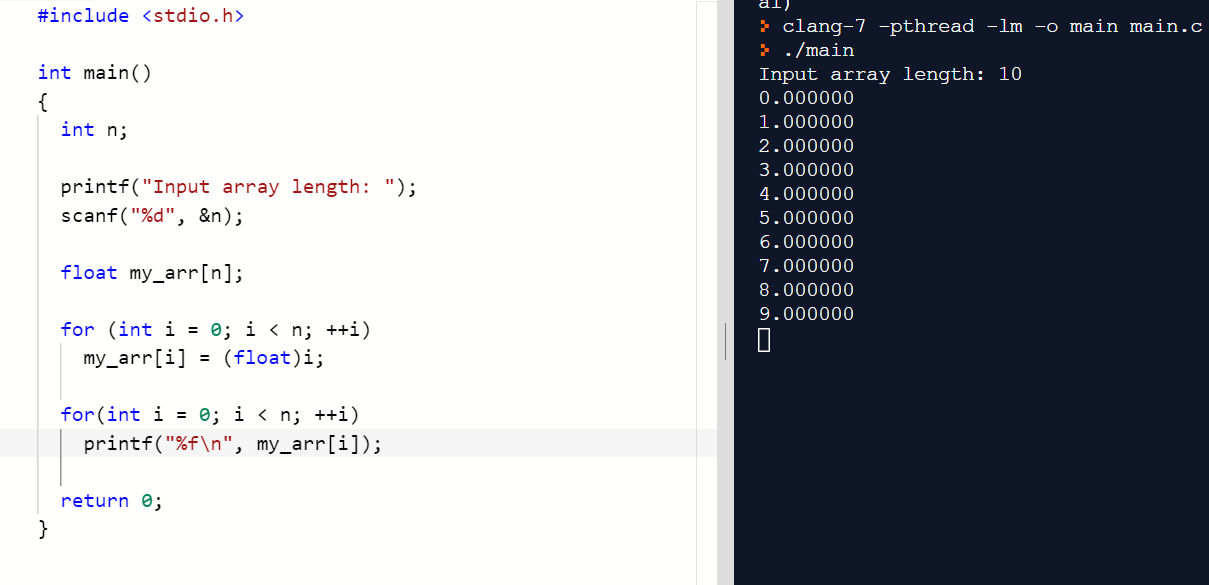 #include <stdio.h>
int main()
{
int n;
printf("Input array length: ");
scanf("%d", &n);
float my_arr[n];
for (int i = 0; i < n; ++i)
my_arr[i] = (float)i;
for(int i = 0; i < n; ++i)
printf("%f\n", my_arr[i]);
return 0;
}
clang-7 -pthread -lm -o main main.c
./main
Input array length: 10
0.000000
1.000000
2.000000
3.000000
4.000000
5.000000
6.000000
7.000000
8.000000
9.000000